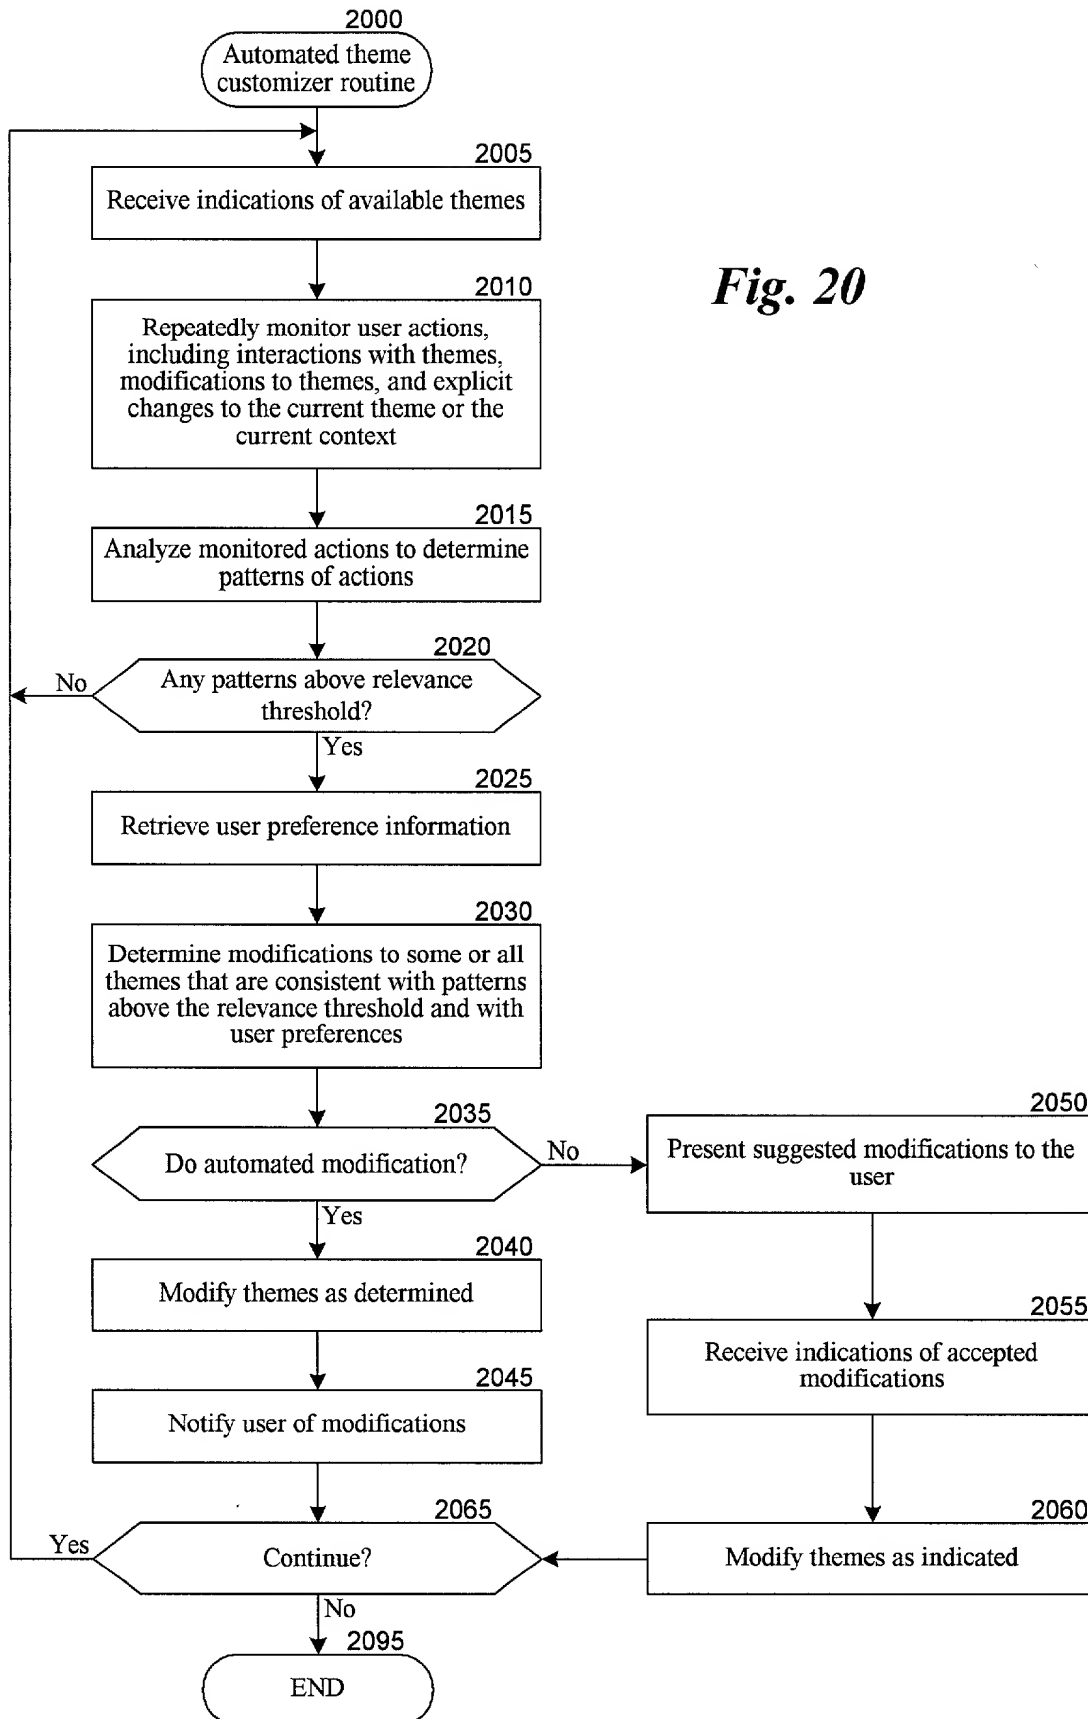 2000
Automated theme
customizer routine
2005
Receive indications of available themes
Fig. 20
2010
Repeatedly monitor user actions,
including interactions with themes,
modifications to themes, and explicit
changes to the current theme or the
current context
2015
Analyze monitored actions to determine
patterns of actions
2020
No
Any patterns above relevance
threshold?
Yes
2025
Retrieve user preference information
2030
Determine modifications to some or all
themes that are consistent with patterns
above the relevance threshold and with
user preferences
2035
Do automated modification?
No
Yes
2050
Present suggested modifications to the
user
2040
Modify themes as determined
2055
Receive indications of accepted
modifications
2045
Notify user of modifications
2065
Yes
Continue?
2060
Modify themes as indicated
No
2095
END